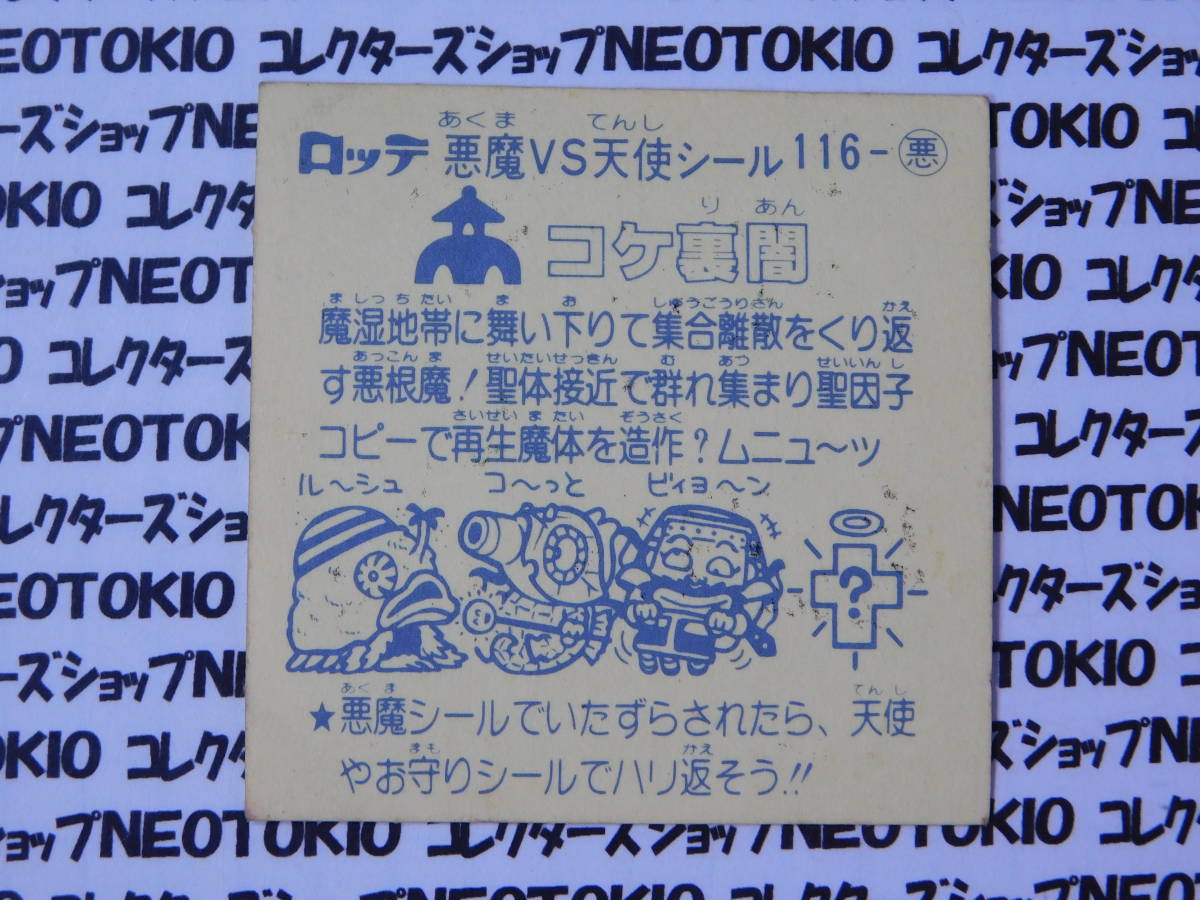 NEOTOKIO コレクターズショップNEOTOKIO コレクターズショッ
あくま てんし
ロッテ 悪魔VS天使シール 116-悪
り あん
コケ裏闇
ま しっ ち たい ま お しゅうごうりさん かえ
魔湿地帯に舞い下りて集合離散をくり返
あっこん ま せいたいせっきん む あつ せいいん し
す悪根魔!聖体接近で群れ集まり聖因子
さいせい ま たい ぞうさく
コピーで再生魔体を造作?ムニュ〜ツ
ル〜シュ コ〜っと ビィヨ〜ン
?
あく ま てん し
★悪魔シールでいたずらされたら、天使
まも かえ
やお守りシールでハリ返そう!!